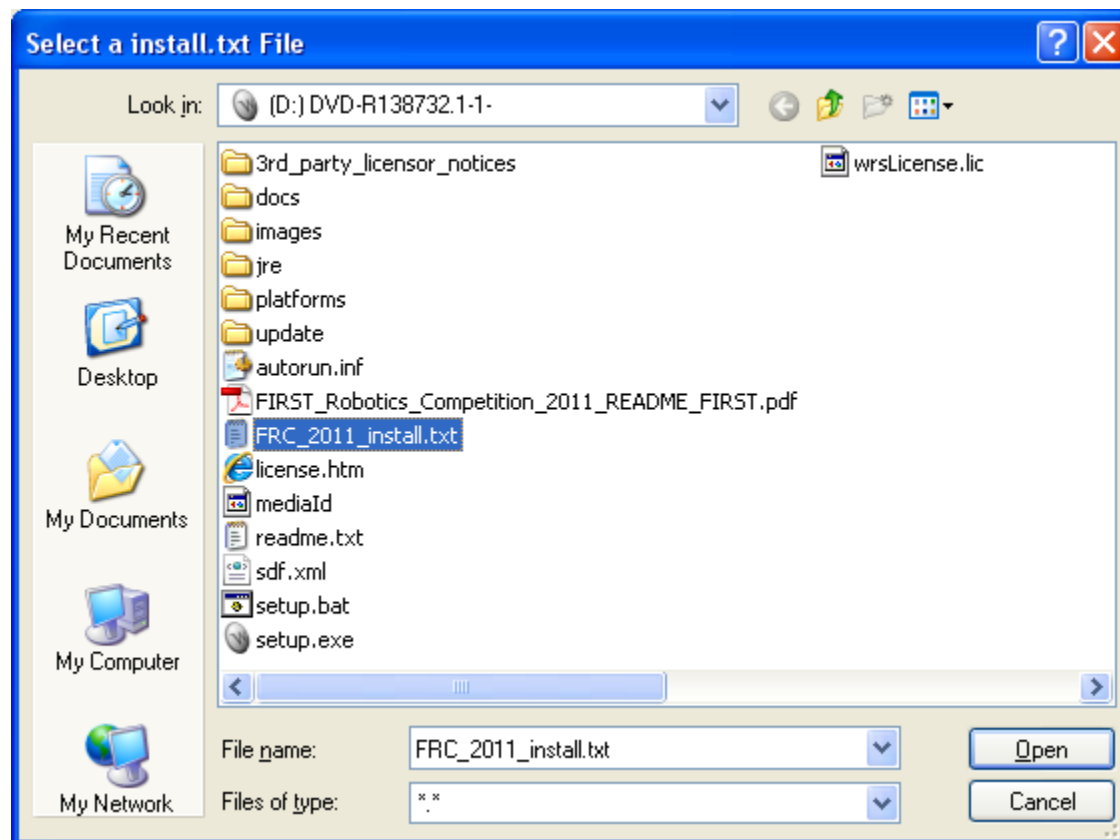 Select a install.txt File
Look in:
(D:) DVD-R138732.1-1-
My Recent
Documents
Desktop
My Documents
My Computer
My Network
3rd_party_licensor_notices
docs
images
jre
platforms
update
autorun.inf
FIRST_Robotics_Competition_2011_README_FIRST.pdf
FRC_2011_install.txt
license.htm
mediaId
readme.txt
sdf.xml
setup.bat
setup.exe
wrsLicense.lic
File name:
FRC_2011_install.txt
Open
Files of type:
*.*
Cancel